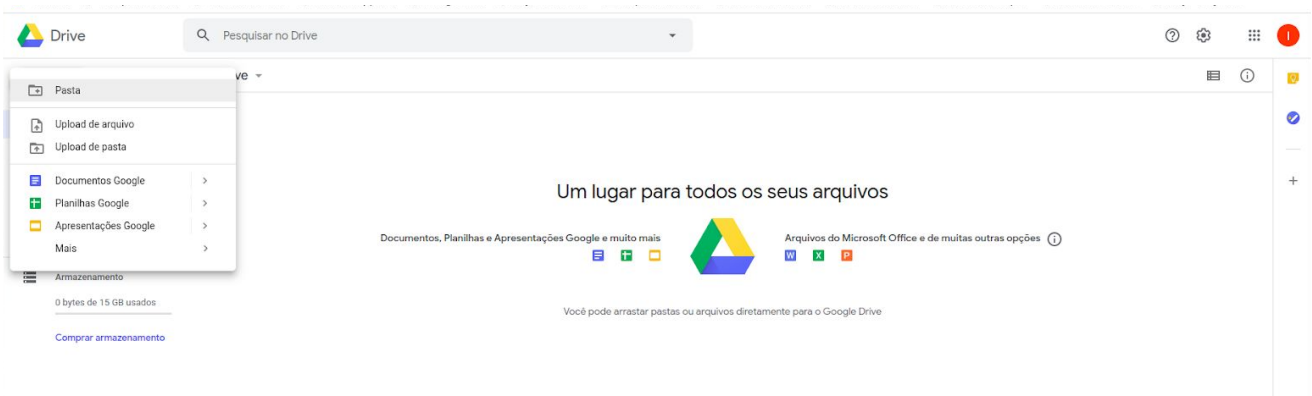 Drive
Pesquisar no Drive
I
ve
Pasta
Upload de arquivo
Upload de pasta
Documentos Google
Planilhas Google
Apresentações Google
Mais
Armazenamento
0 bytes de 15 GB usados
Comprar armazenamento
Um lugar para todos os seus arquivos
Documentos, Planilhas e Apresentações Google e muito mais
Arquivos do Microsoft Office e de muitas outras opções
W X P
Você pode arrastar pastas ou arquivos diretamente para o Google Drive